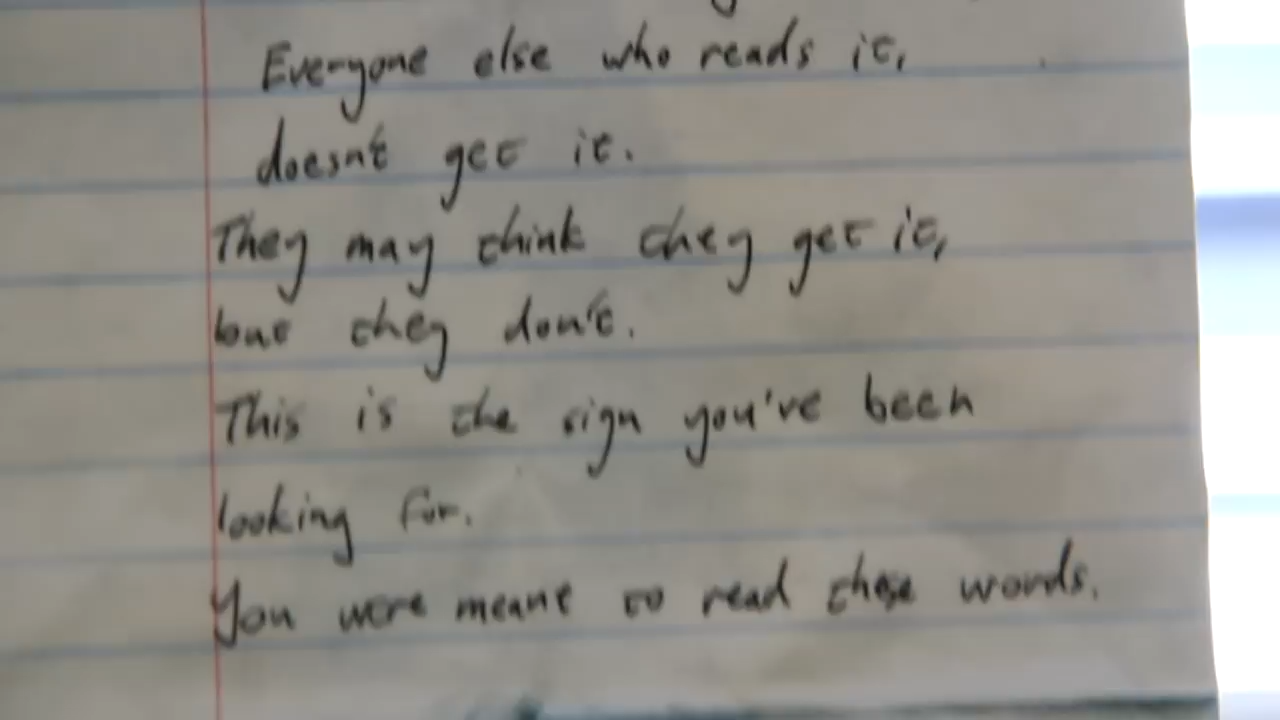 Everyone else who reads it,
doesn't get it.
They may think they get it,
but they don't.
This is the sign you've been
looking for.
You were meant to read these words.